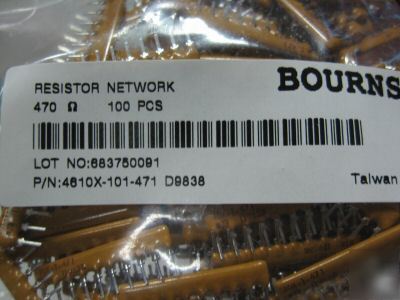 RESISTOR NETWORK
BOURNS
470 Ω 100 PCS
LOT NO:683750091
P/N:4610X-101-471 D9838
Taiwan